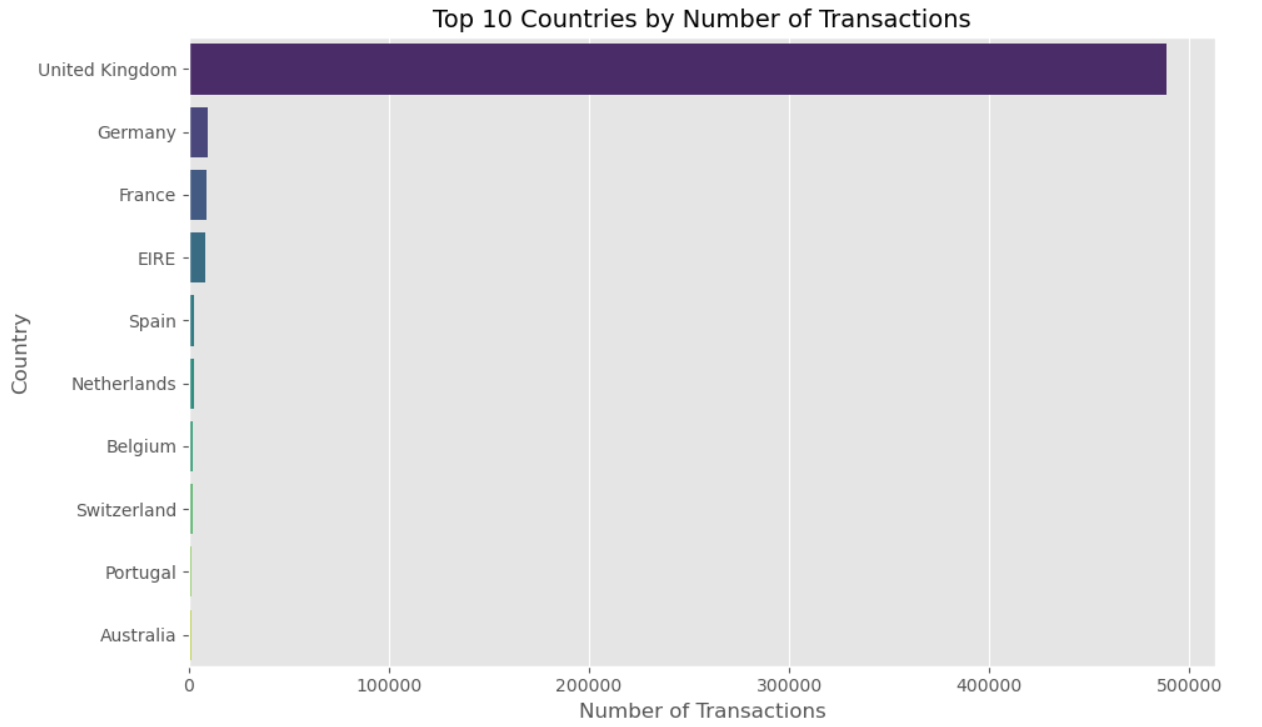 Top 10 Countries by Number of Transactions
United Kingdom
Germany
France
EIRE
Spain
Netherlands
Belgium
Switzerland
Portugal
Australia
Country
0 100000 200000 300000 400000 500000
Number of Transactions